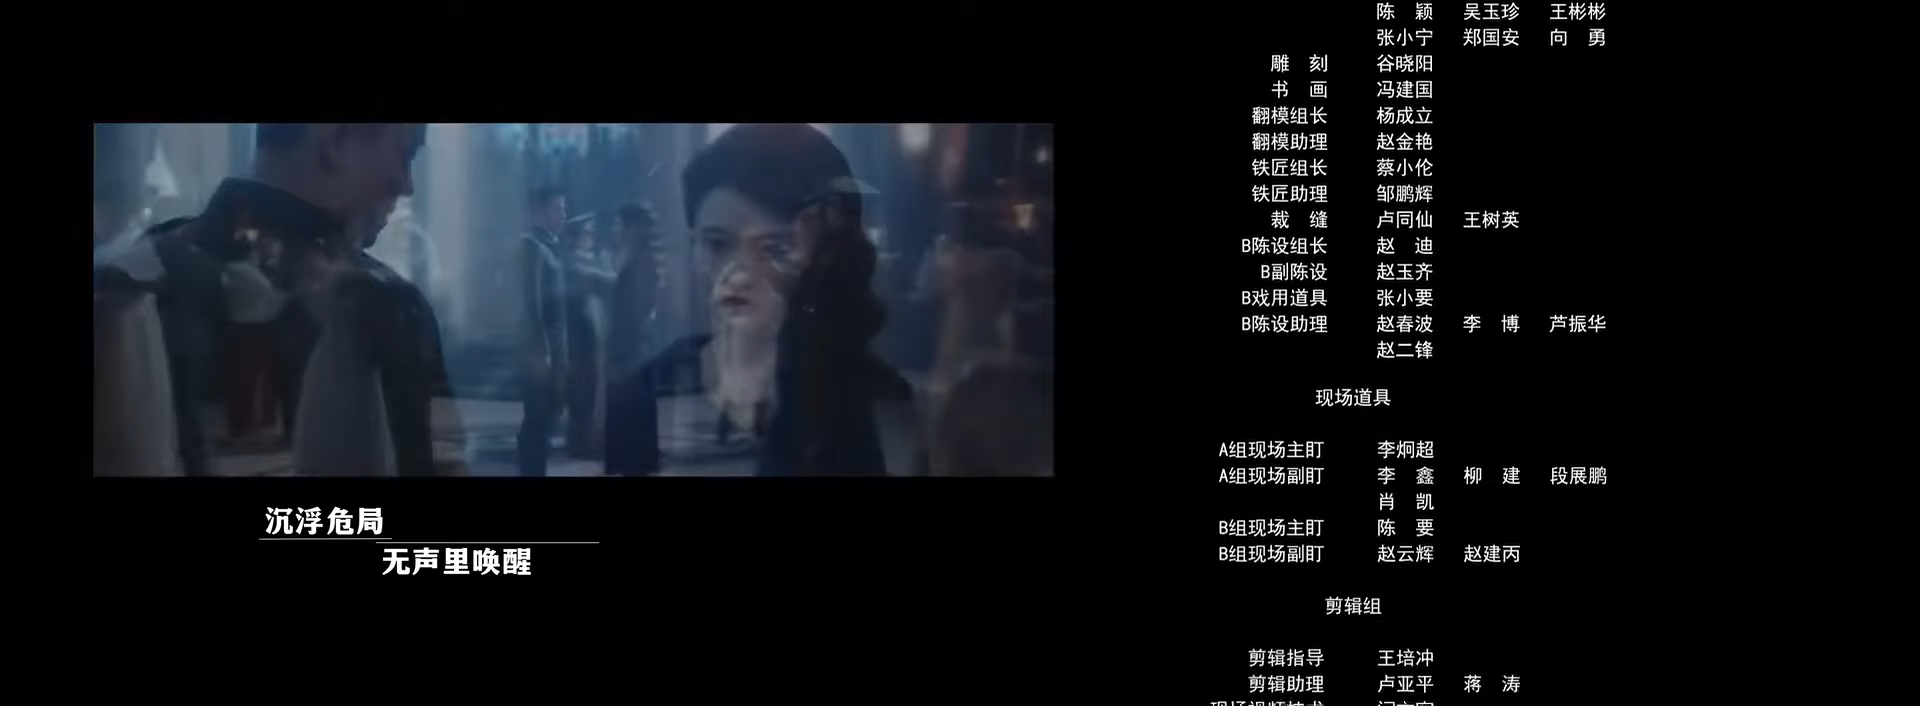 陈　颖　吴玉珍　王彬彬
张小宁　郑国安　向　勇
雕　刻　谷晓阳
书　画　冯建国
翻模组长　杨成立
翻模助理　赵金艳
铁匠组长　蔡小伦
铁匠助理　邹鹏辉
裁　缝　卢同仙　王树英
B陈设组长　赵　迪
B副陈设　赵玉齐
B戏用道具　张小要
B陈设助理　赵春波　李　博　芦振华
赵二锋
现场道具
A组现场主盯　李炯超
A组现场副盯　李　鑫　柳　建　段展鹏
肖　凯
B组现场主盯　陈　要
B组现场副盯　赵云辉　赵建丙
剪辑组
剪辑指导　王培冲
剪辑助理　卢亚平　蒋　涛
沉浮危局
无声里唤醒